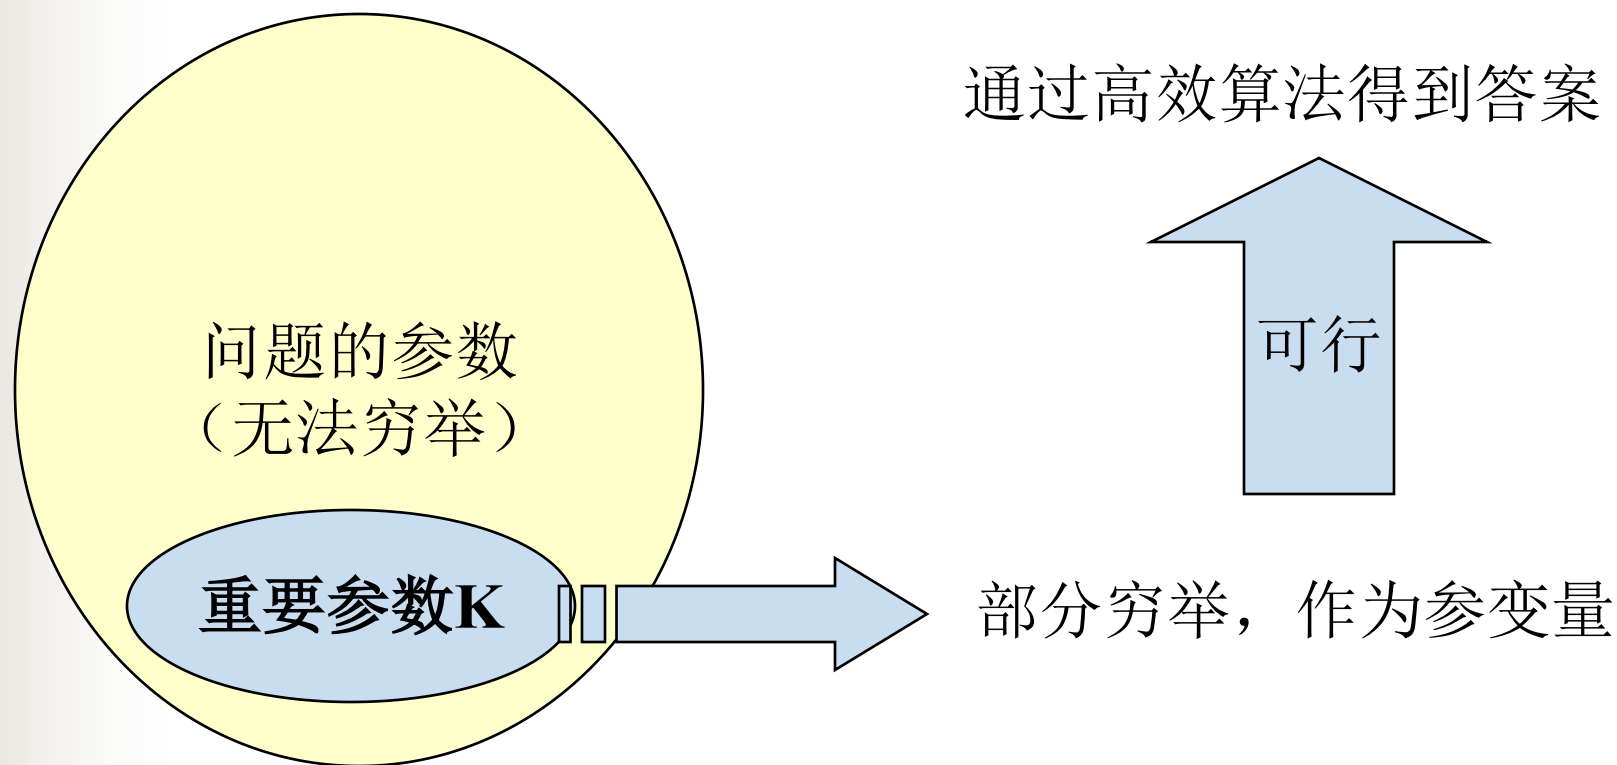 通过高效算法得到答案
可行
问题的参数
（无法穷举）
重要参数K
部分穷举，作为参变量